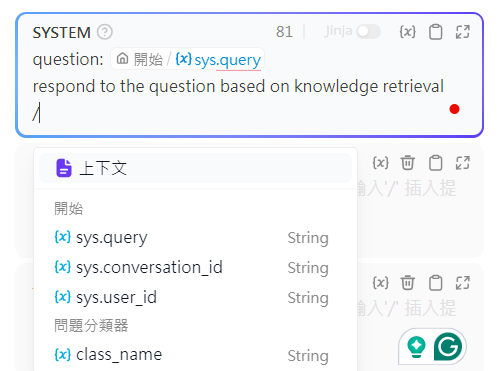 SYSTEM 81 Jinja {x}
question: 開始 / {x} sys.query
respond to the question based on knowledge retrieval
/
{x}
上下文
輸入'/' 插入提
開始
{x} sys.query String
{x} sys.conversation_id String
{x}
{x} sys.user_id String
輸入'/' 插入提
問題分類器
{x} class_name String